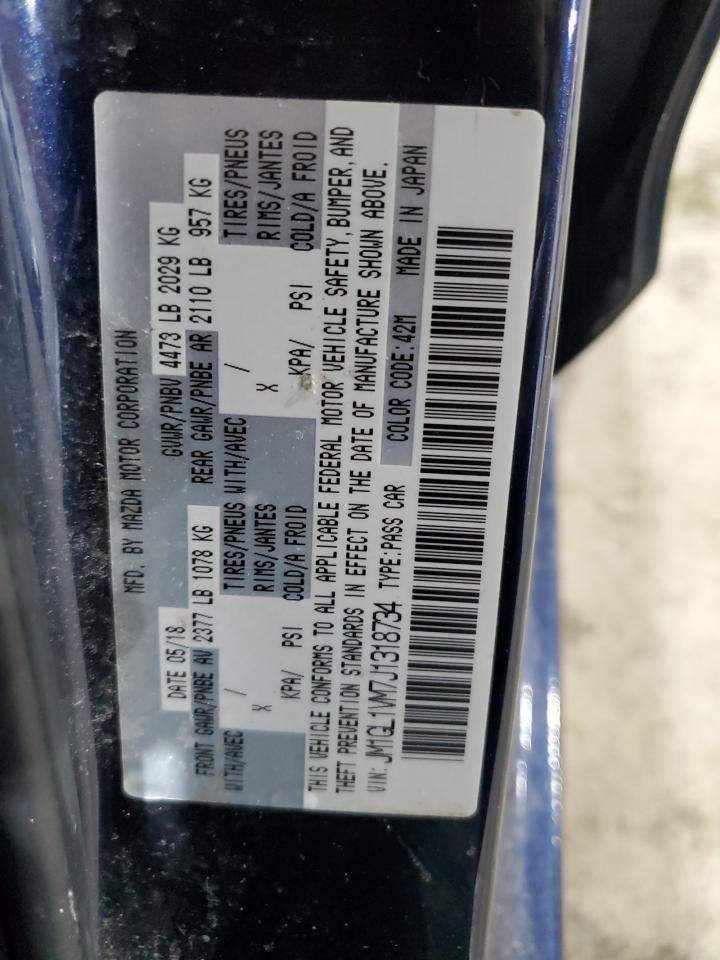 MFD. BY MAZDA MOTOR CORPORATION
DATE 05/18 GVWR/PNBV 4473 LB 2029 KG
FRONT GAWR/PNBE AV 2377 LB 1078 KG REAR GAWR/PNBE AR 2110 LB 957 KG
WITH/AVEC / TIRES/PNEUS WITH/AVEC / TIRES/PNEUS
X RIMS/JANTES X RIMS/JANTES
KPA/ PSI COLD/A FROID KPA/ PSI COLD/A FROID
THIS VEHICLE CONFORMS TO ALL APPLICABLE FEDERAL MOTOR VEHICLE SAFETY, BUMPER, AND
THEFT PREVENTION STANDARDS IN EFFECT ON THE DATE OF MANUFACTURE SHOWN ABOVE.
VIN: JM1GL1WM7J1318734 TYPE:PASS CAR COLOR CODE:42M MADE IN JAPAN